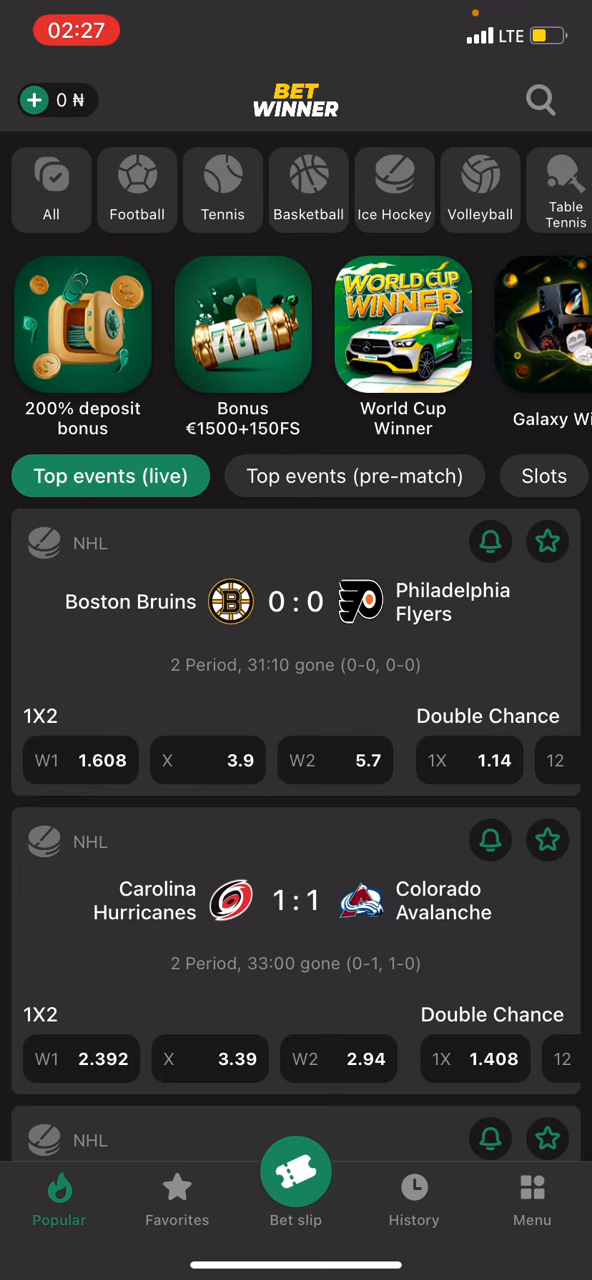 02:27
LTE
0 ₦
BET
WINNER
All
Football
Tennis
Basketball
Ice Hockey
Volleyball
Table
Tennis
WORLD CUP
WINNER
200% deposit
bonus
Bonus
€1500+150FS
World Cup
Winner
Galaxy Wi
Top events (live)
Top events (pre-match)
Slots
NHL
Boston Bruins
0 : 0
Philadelphia
Flyers
2 Period, 31:10 gone (0-0, 0-0)
1X2
Double Chance
W1 1.608
X 3.9
W2 5.7
1X 1.14
12
NHL
Carolina
Hurricanes
1 : 1
Colorado
Avalanche
2 Period, 33:00 gone (0-1, 1-0)
1X2
Double Chance
W1 2.392
X 3.39
W2 2.94
1X 1.408
12
NHL
Popular
Favorites
Bet slip
History
Menu